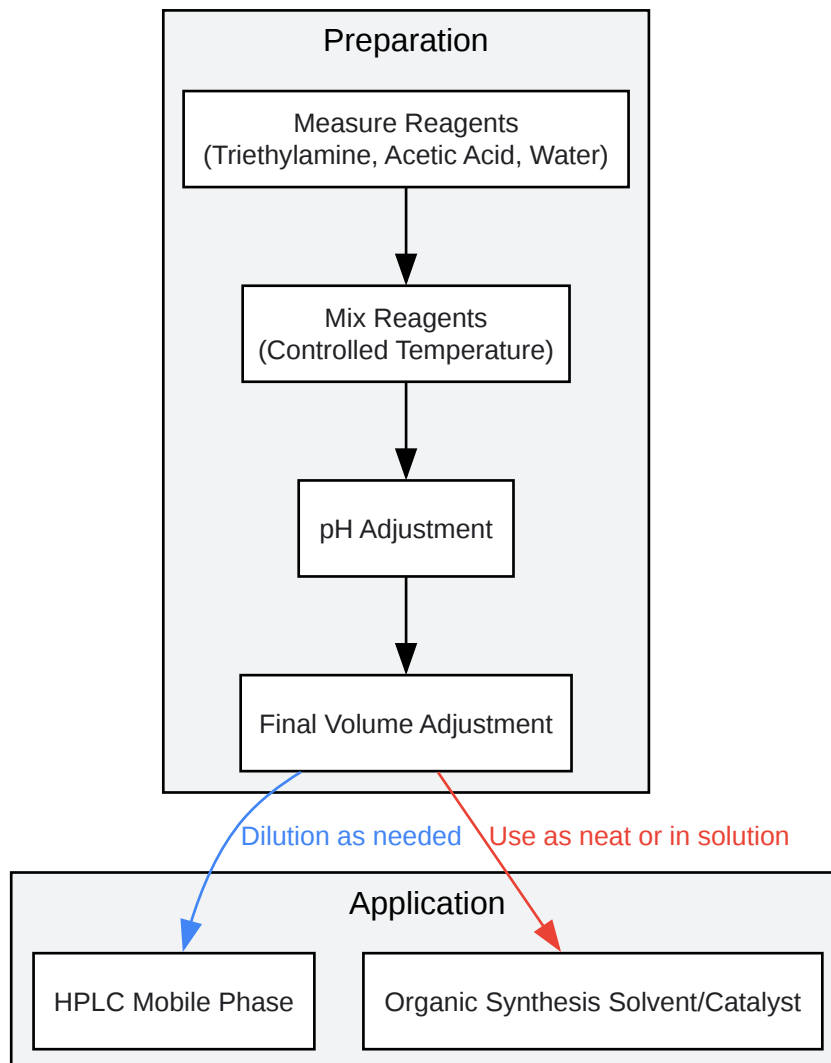 Preparation
Measure Reagents
(Triethylamine, Acetic Acid, Water)
Mix Reagents
(Controlled Temperature)
pH Adjustment
Final Volume Adjustment
Dilution as needed
Use as neat or in solution
Application
HPLC Mobile Phase
Organic Synthesis Solvent/Catalyst